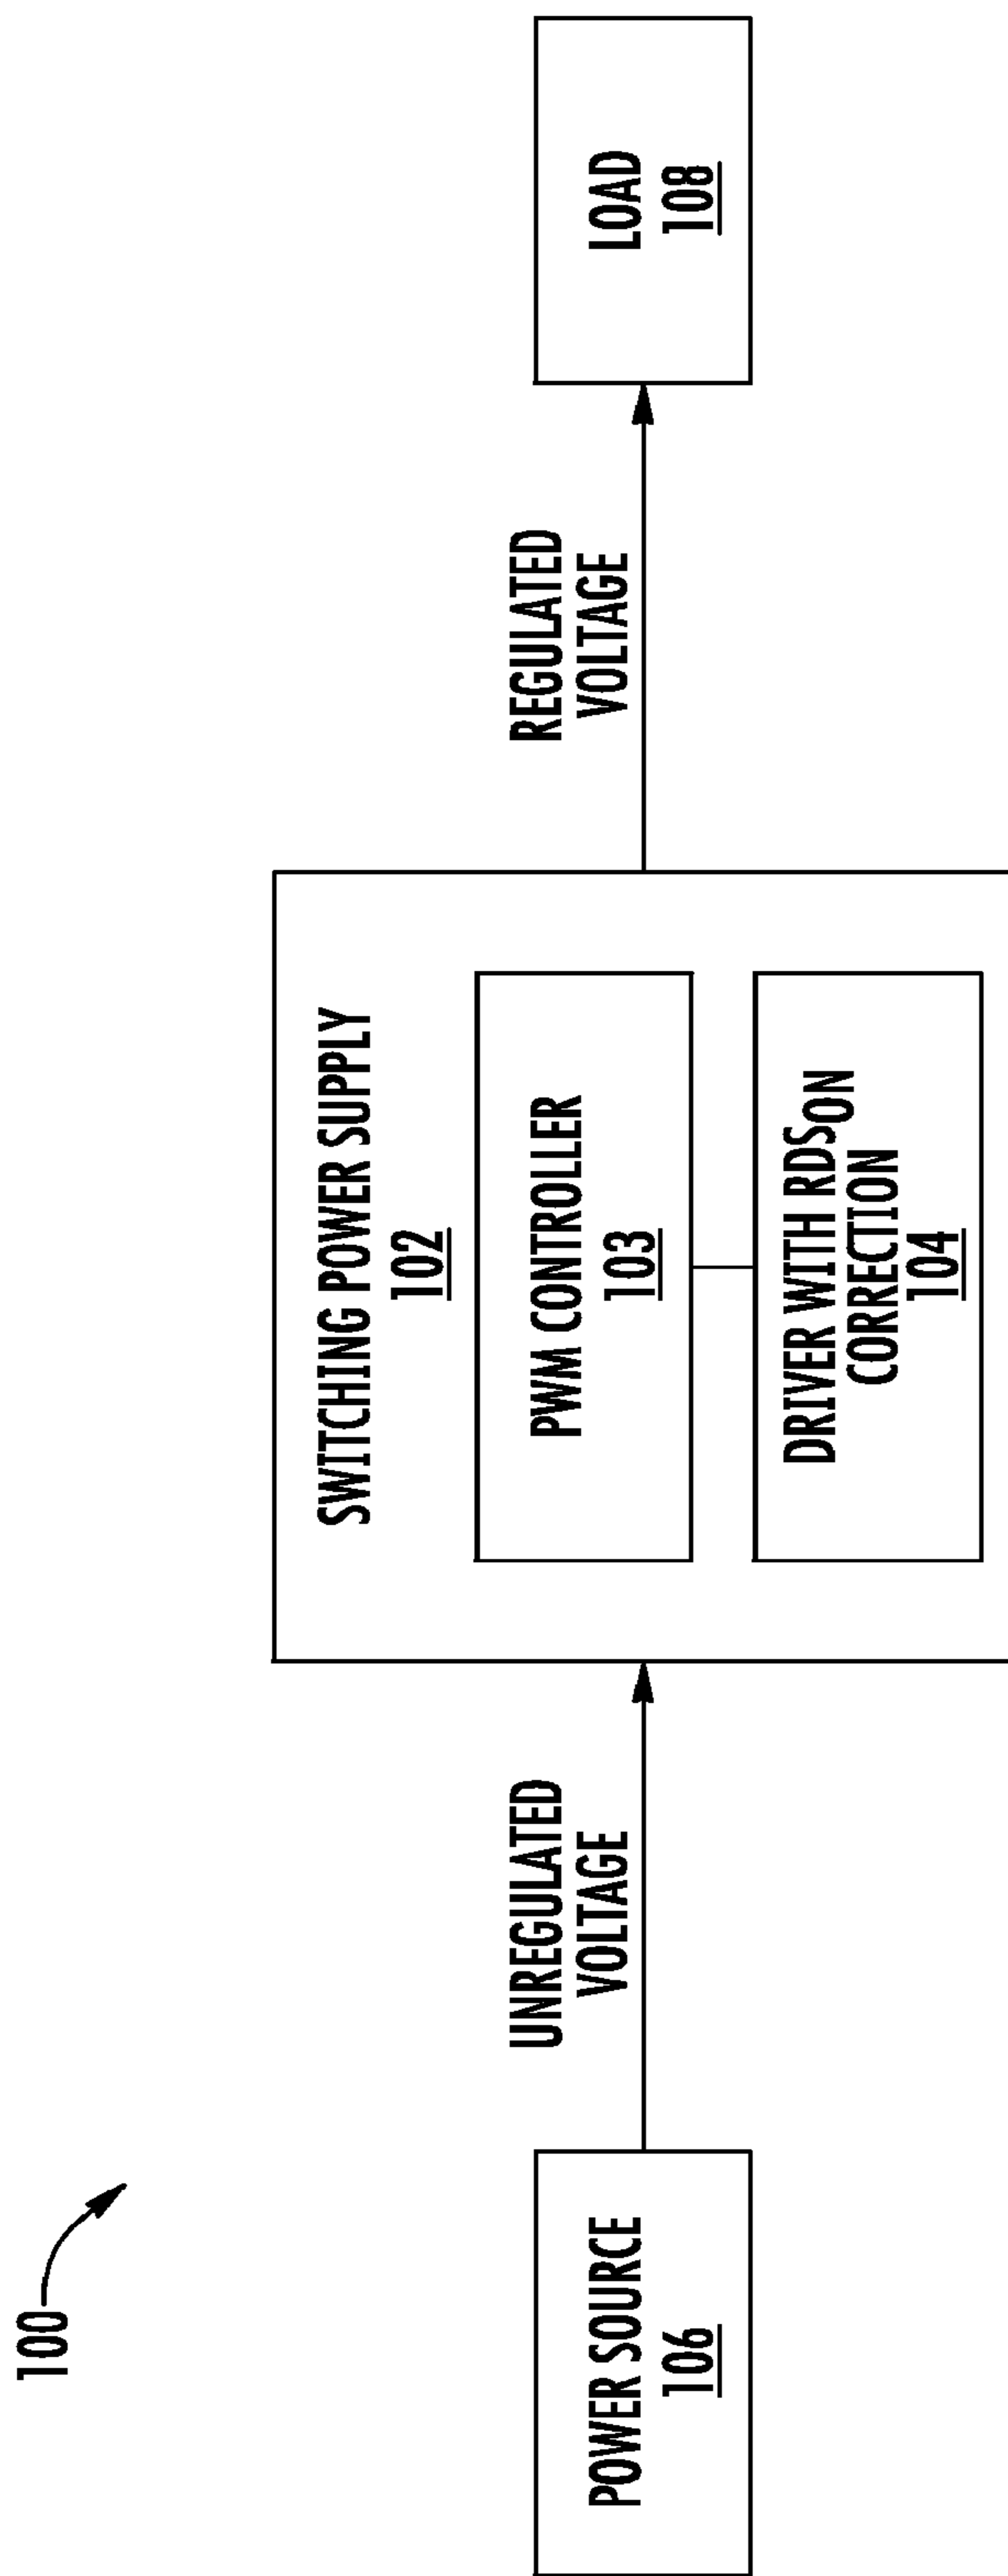 100
POWER SOURCE
106
UNREGULATED
VOLTAGE
SWITCHING POWER SUPPLY
102
PWM CONTROLLER
103
DRIVER WITH RDSON
CORRECTION
104
REGULATED
VOLTAGE
LOAD
108